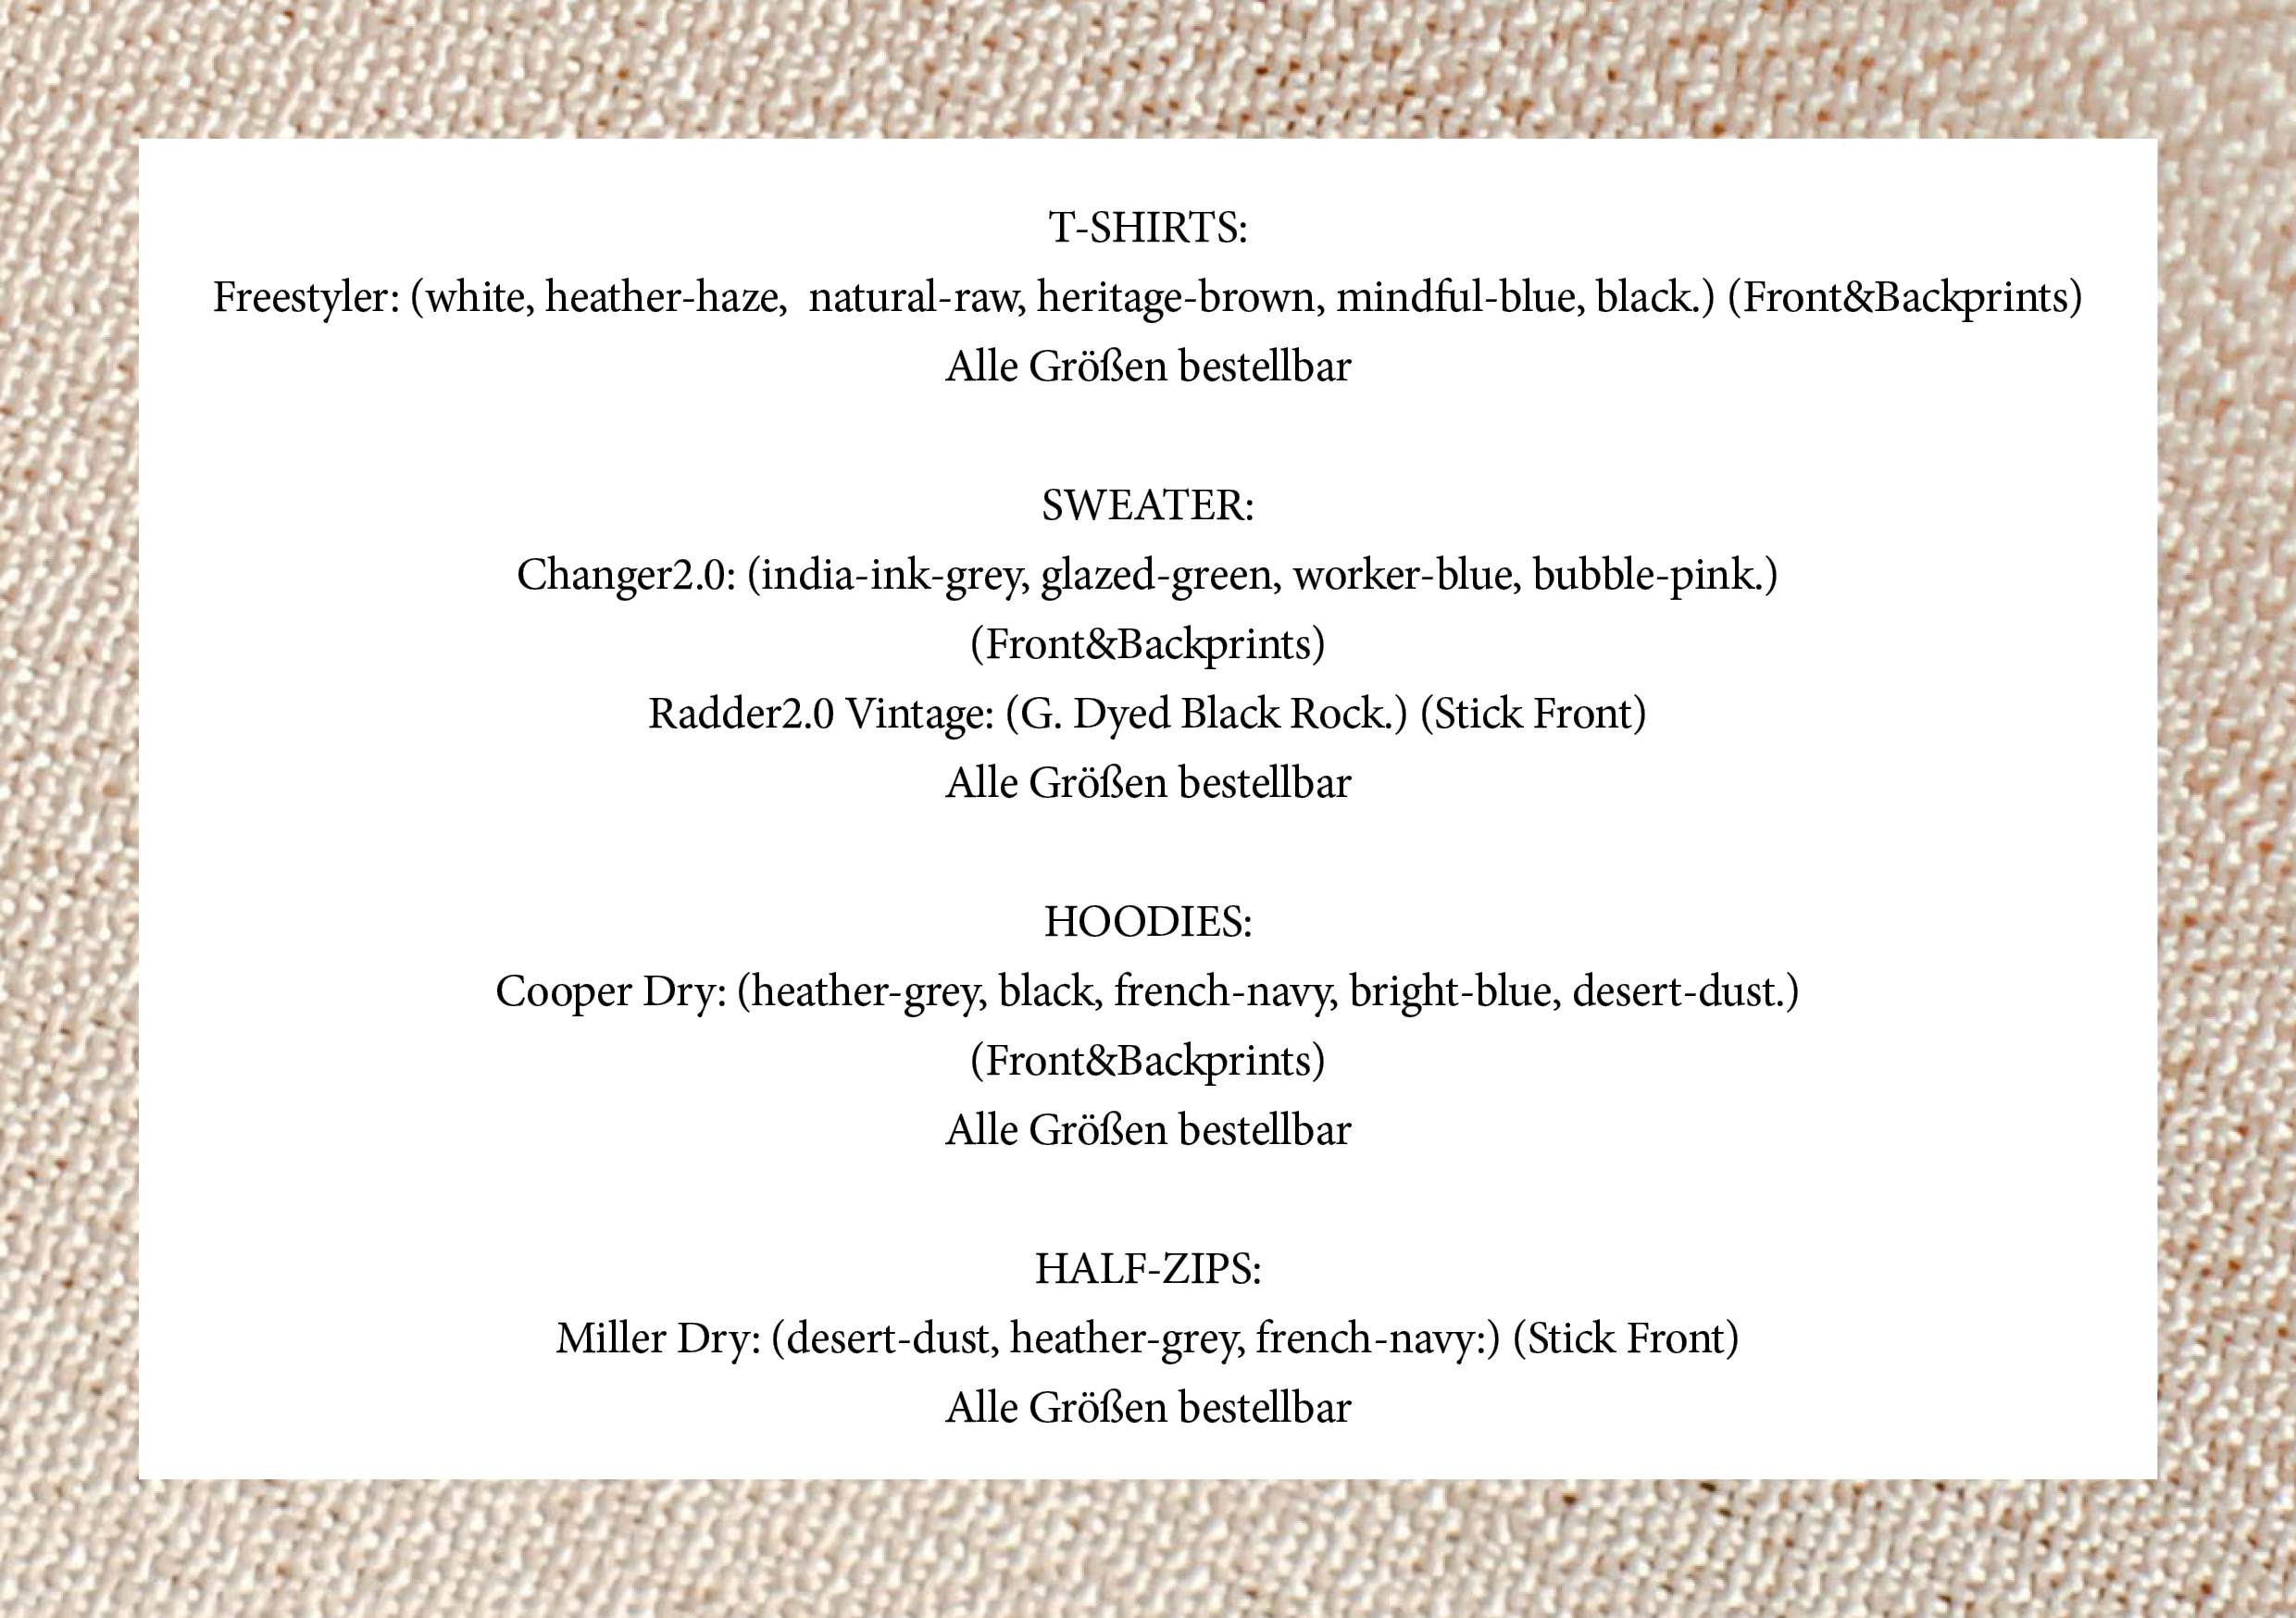 T-SHIRTS:
Freestyler: (white, heather-haze,  natural-raw, heritage-brown, mindful-blue, black.) (Front&Backprints)
Alle Größen bestellbar
SWEATER:
Changer2.0: (india-ink-grey, glazed-green, worker-blue, bubble-pink.)
(Front&Backprints)
Radder2.0 Vintage: (G. Dyed Black Rock.) (Stick Front)
Alle Größen bestellbar
HOODIES:
Cooper Dry: (heather-grey, black, french-navy, bright-blue, desert-dust.)
(Front&Backprints)
Alle Größen bestellbar
HALF-ZIPS:
Miller Dry: (desert-dust, heather-grey, french-navy:) (Stick Front)
Alle Größen bestellbar